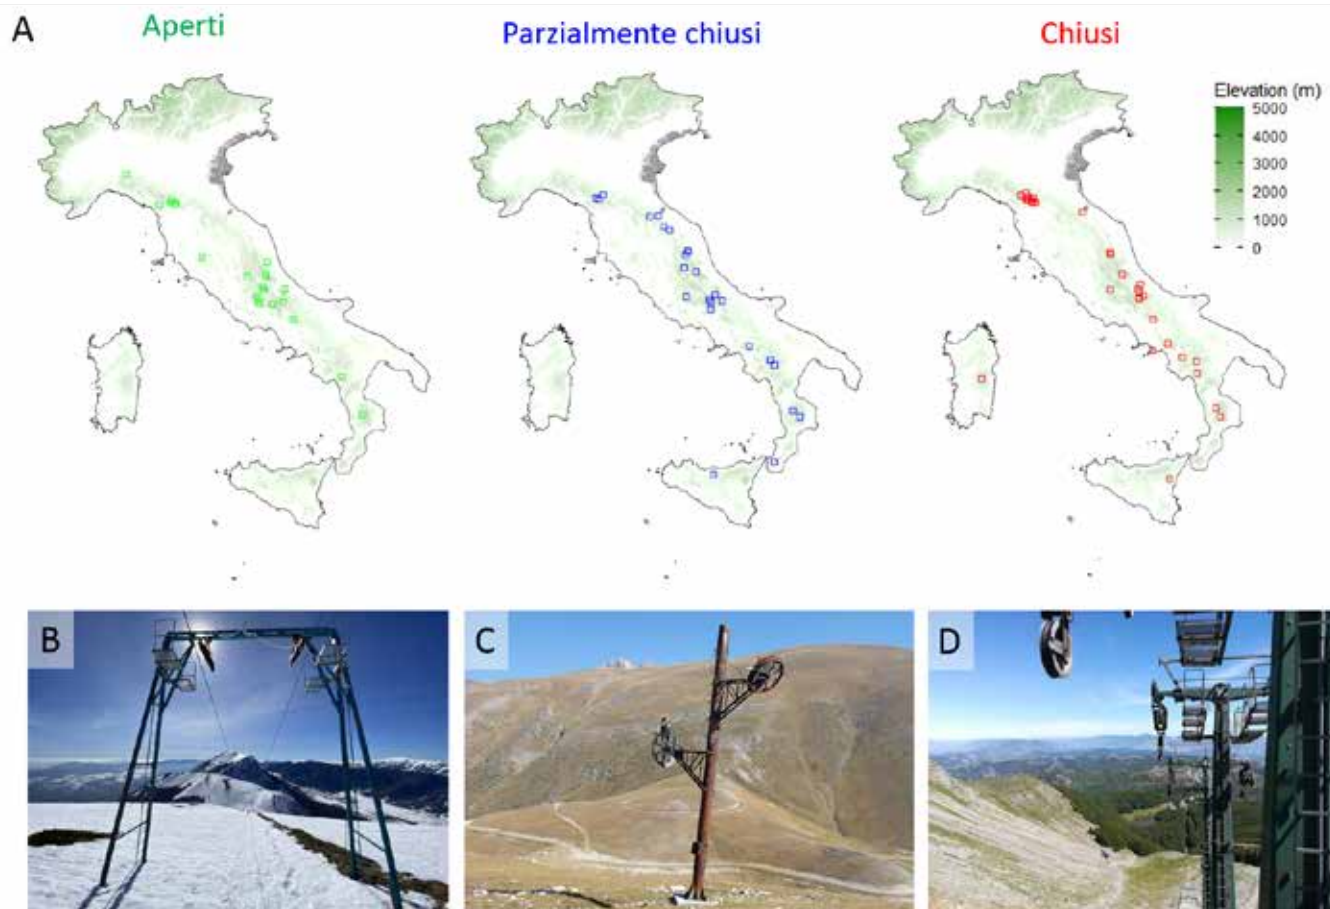 A
Aperti
Parzialmente chiusi
Chiusi
Elevation (m)
5000
4000
3000
2000
1000
0
B
C
D